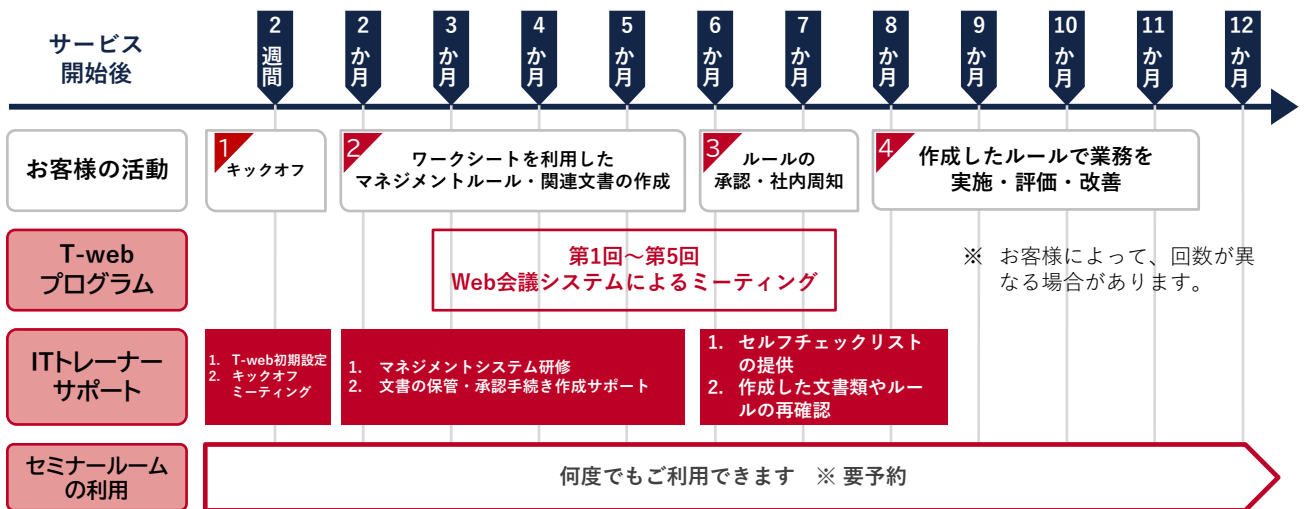 サービス
開始後
2週間
2か月
3か月
4か月
5か月
6か月
7か月
8か月
9か月
10か月
11か月
12か月
お客様の活動
1
キックオフ
2
ワークシートを利用した
マネジメントルール・関連文書の作成
3
ルールの
承認・社内周知
4
作成したルールで業務を
実施・評価・改善
T-web
プログラム
第1回～第5回
Web会議システムによるミーティング
※ お客様によって、回数が異
なる場合があります。
ITトレーナー
サポート
1. T-web初期設定
2. キックオフ
ミーティング
1. マネジメントシステム研修
2. 文書の保管・承認手続き作成サポート
1. セルフチェックリスト
の提供
2. 作成した文書類やルー
ルの再確認
セミナールーム
の利用
何度でもご利用できます ※ 要予約